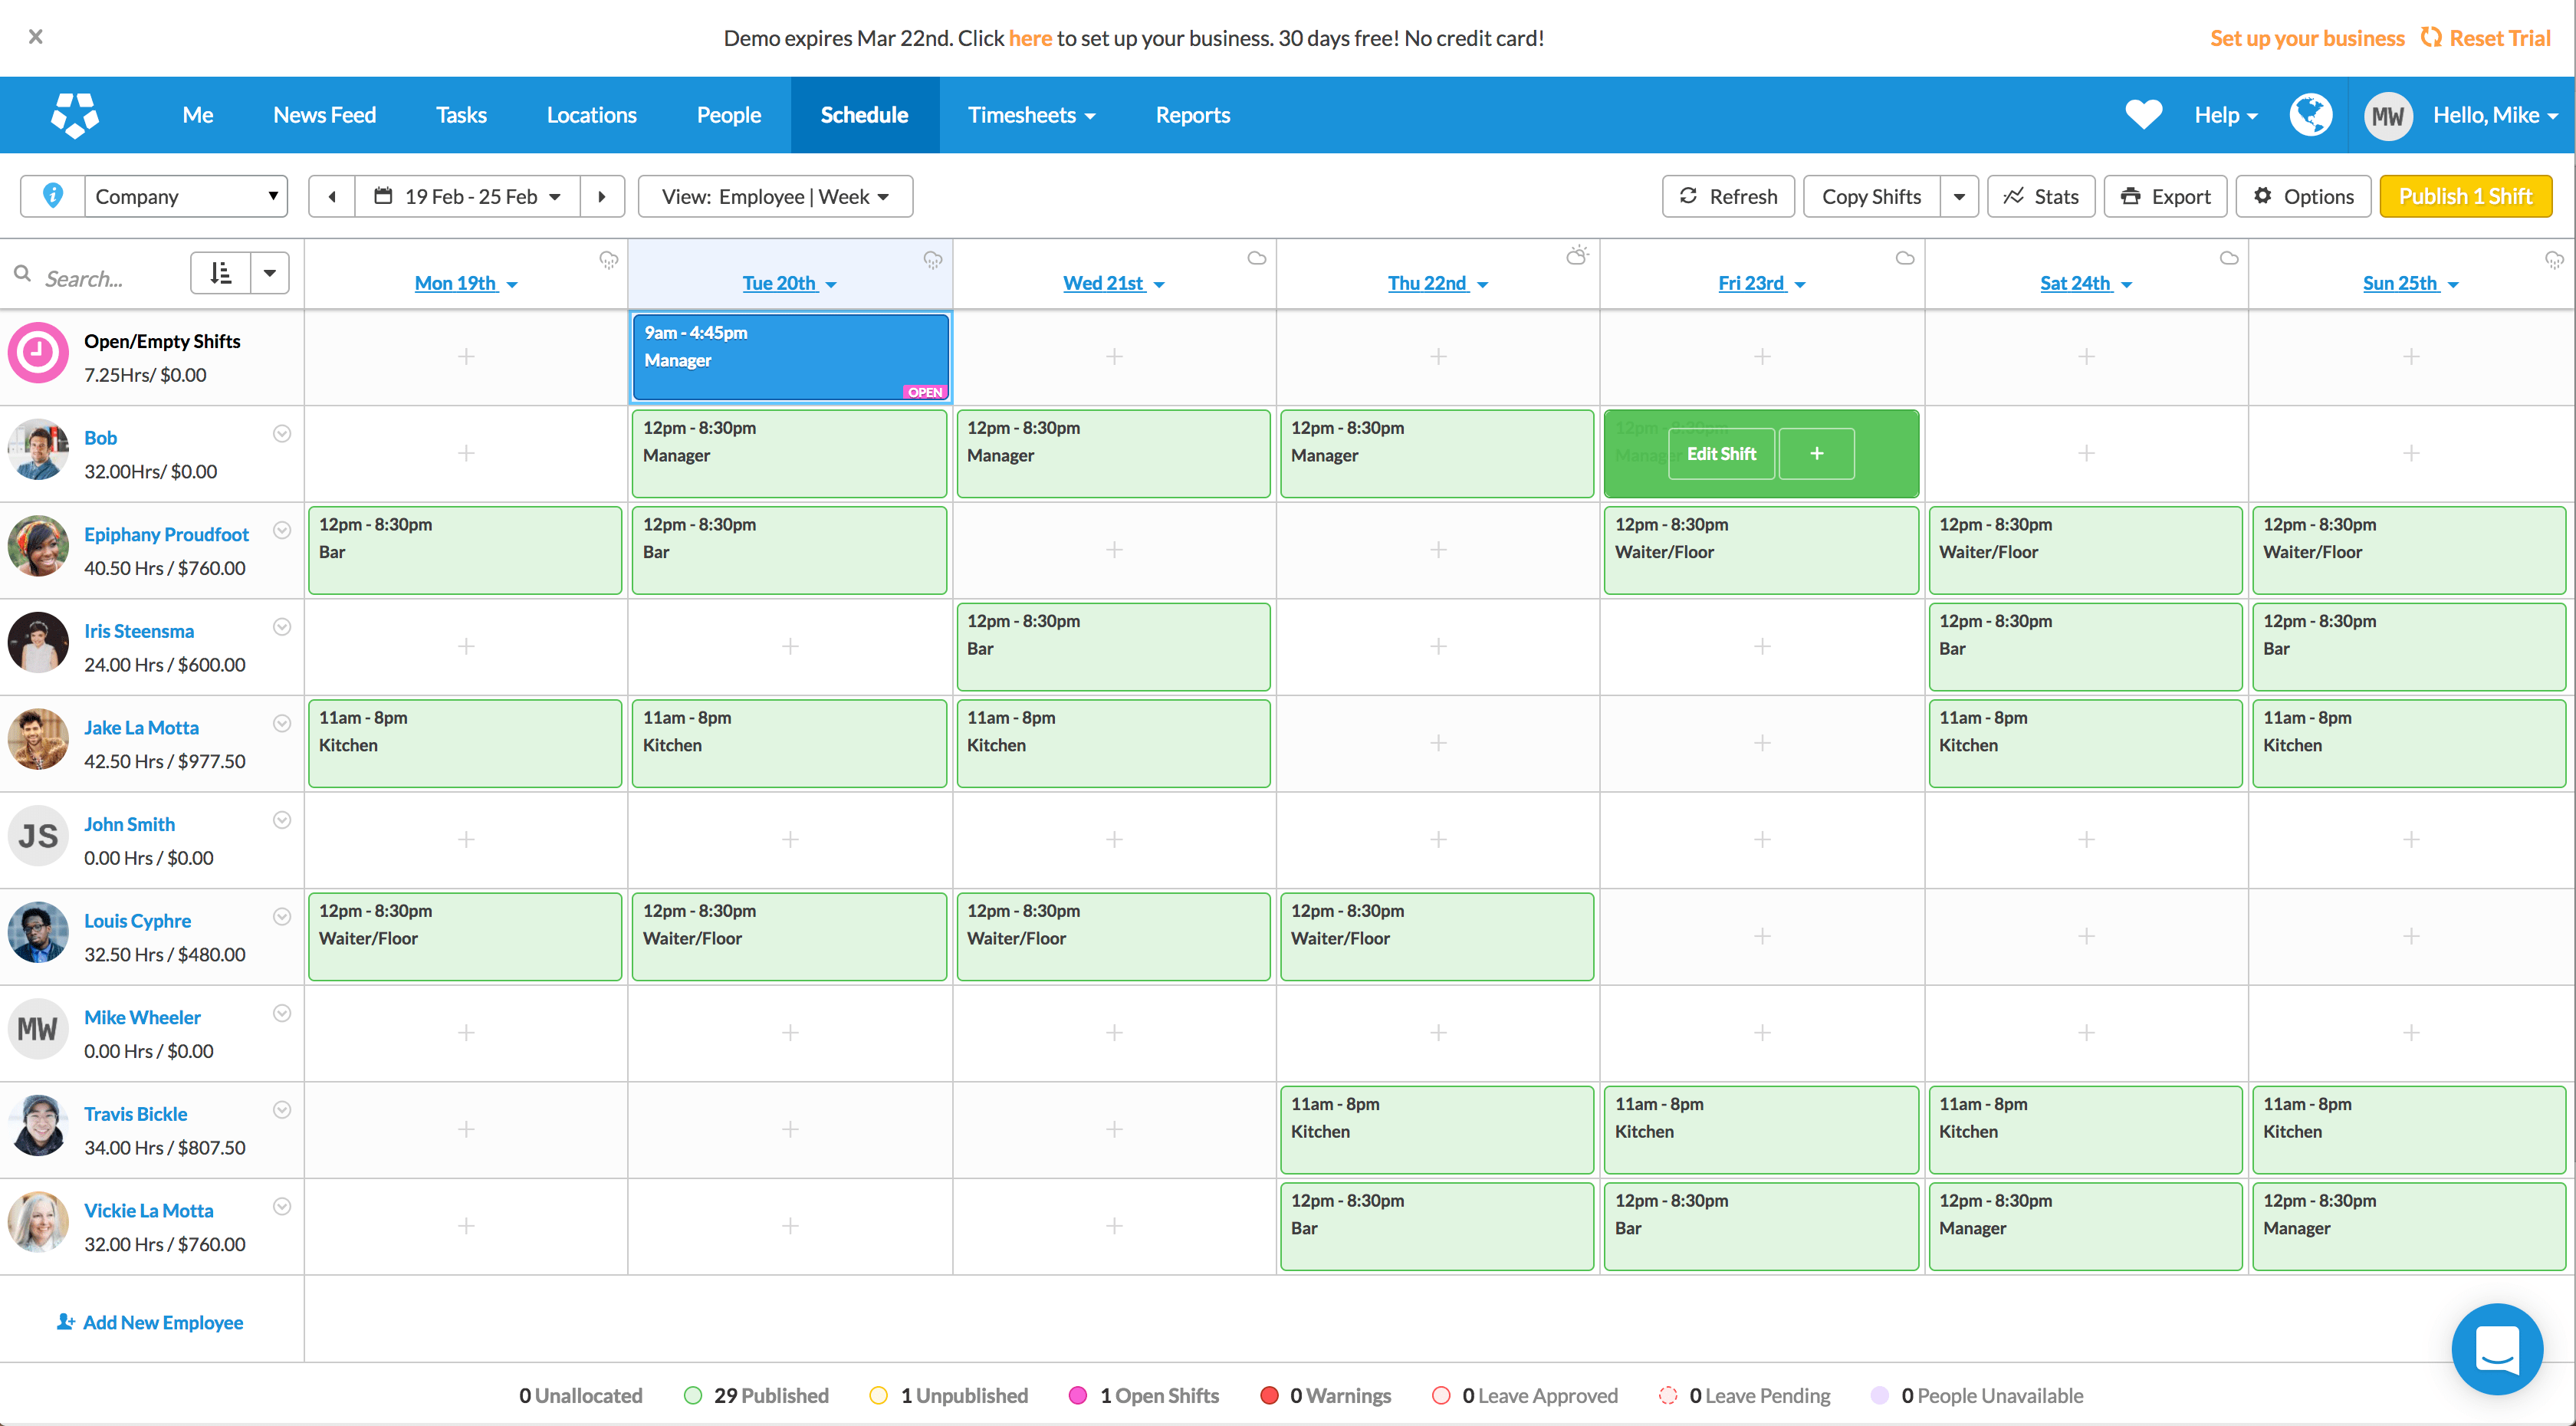 x
Demo expires Mar 22nd. Click here to set up your business. 30 days free! No credit card!
Set up your business Reset Trial
Me News Feed Tasks Locations People Schedule Timesheets Reports Help MW Hello, Mike
i Company 19 Feb - 25 Feb View: Employee | Week Refresh Copy Shifts Stats Export Options Publish 1 Shift
Search... Mon 19th Tue 20th Wed 21st Thu 22nd Fri 23rd Sat 24th Sun 25th
Open/Empty Shifts
7.25Hrs/ $0.00
9am - 4:45pm
Manager
OPEN
Bob
32.00Hrs/ $0.00
12pm - 8:30pm
Manager
12pm - 8:30pm
Manager
12pm - 8:30pm
Manager
12pm - 8:30pm
Manager
Edit Shift +
Epiphany Proudfoot
40.50 Hrs / $760.00
12pm - 8:30pm
Bar
12pm - 8:30pm
Bar
12pm - 8:30pm
Waiter/Floor
12pm - 8:30pm
Waiter/Floor
12pm - 8:30pm
Waiter/Floor
Iris Steensma
24.00 Hrs / $600.00
12pm - 8:30pm
Bar
12pm - 8:30pm
Bar
12pm - 8:30pm
Bar
Jake La Motta
42.50 Hrs / $977.50
11am - 8pm
Kitchen
11am - 8pm
Kitchen
11am - 8pm
Kitchen
11am - 8pm
Kitchen
11am - 8pm
Kitchen
JS
John Smith
0.00 Hrs / $0.00
Louis Cyphre
32.50 Hrs / $480.00
12pm - 8:30pm
Waiter/Floor
12pm - 8:30pm
Waiter/Floor
12pm - 8:30pm
Waiter/Floor
12pm - 8:30pm
Waiter/Floor
MW
Mike Wheeler
0.00 Hrs / $0.00
Travis Bickle
34.00 Hrs / $807.50
11am - 8pm
Kitchen
11am - 8pm
Kitchen
11am - 8pm
Kitchen
11am - 8pm
Kitchen
Vickie La Motta
32.00 Hrs / $760.00
12pm - 8:30pm
Bar
12pm - 8:30pm
Bar
12pm - 8:30pm
Manager
12pm - 8:30pm
Manager
Add New Employee
0 Unallocated 29 Published 1 Unpublished 1 Open Shifts 0 Warnings 0 Leave Approved 0 Leave Pending 0 People Unavailable